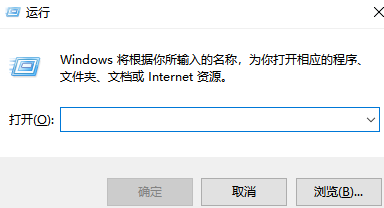 运行
Windows 将根据你所输入的名称，为你打开相应的程序、
文件夹、文档或 Internet 资源。
打开(O):
确定 取消 浏览(B)...